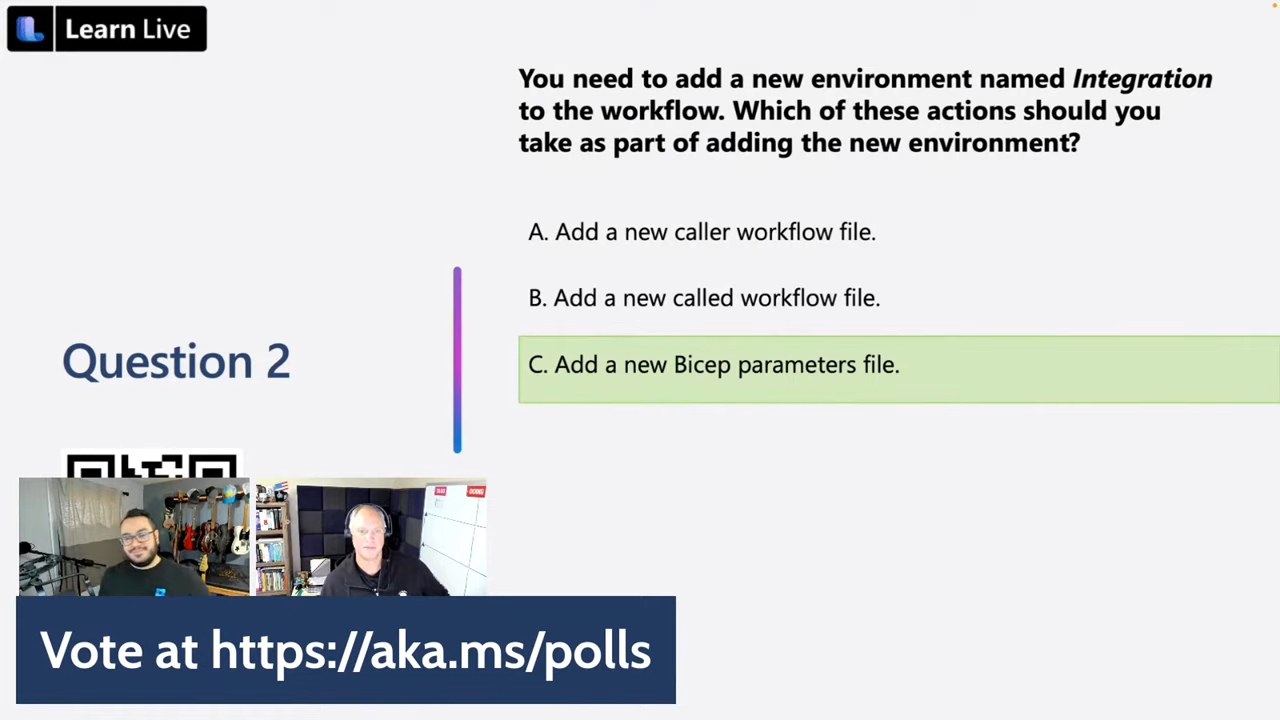 Learn Live
You need to add a new environment named Integration
to the workflow. Which of these actions should you
take as part of adding the new environment?
A. Add a new caller workflow file.
B. Add a new called workflow file.
C. Add a new Bicep parameters file.
Question 2
DOING
Vote at https://aka.ms/polls